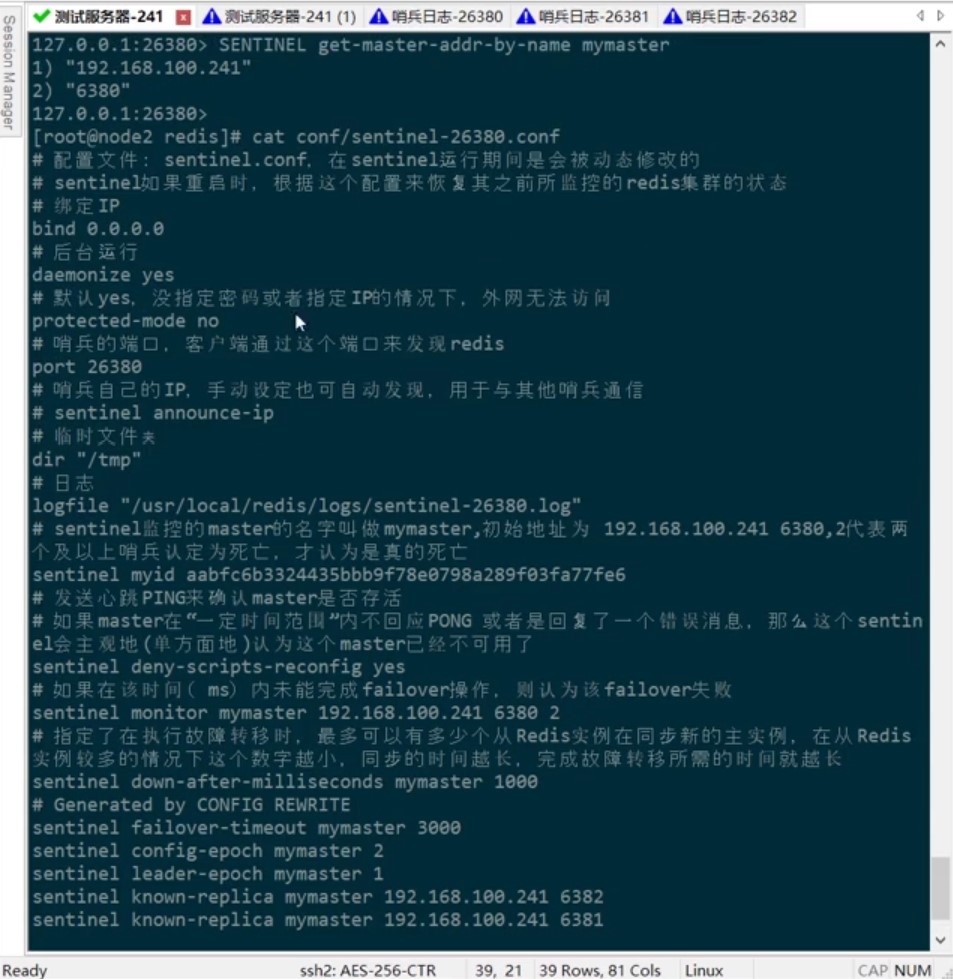 测试服务器-241
测试服务器-241 (1)
哨兵日志-26380
哨兵日志-26381
哨兵日志-26382
Session Manager
127.0.0.1:26380> SENTINEL get-master-addr-by-name mymaster
1) "192.168.100.241"
2) "6380"
127.0.0.1:26380>
[root@node2 redis]# cat conf/sentinel-26380.conf
# 配置文件: sentinel.conf, 在sentinel运行期间是会被动态修改的
# sentinel如果重启时, 根据这个配置来恢复其之前所监控的redis集群的状态
# 绑定IP
bind 0.0.0.0
# 后台运行
daemonize yes
# 默认yes, 没指定密码或者指定IP的情况下, 外网无法访问
protected-mode no
# 哨兵的端口, 客户端通过这个端口来发现redis
port 26380
# 哨兵自己的IP, 手动设定也可自动发现, 用于与其他哨兵通信
# sentinel announce-ip
# 临时文件夹
dir "/tmp"
# 日志
logfile "/usr/local/redis/logs/sentinel-26380.log"
# sentinel监控的master的名字叫做mymaster,初始地址为 192.168.100.241 6380,2代表两
个及以上哨兵认定为死亡, 才认为是真的死亡
sentinel myid aabfc6b3324435bbb9f78e0798a289f03fa77fe6
# 发送心跳PING来确认master是否存活
# 如果master在“一定时间范围”内不回应PONG 或者是回复了一个错误消息, 那么这个sentin
el会主观地(单方面地)认为这个master已经不可用了
sentinel deny-scripts-reconfig yes
# 如果在该时间( ms) 内未能完成failover操作, 则认为该failover失败
sentinel monitor mymaster 192.168.100.241 6380 2
# 指定了在执行故障转移时, 最多可以有多少个从Redis实例在同步新的主实例, 在从Redis
实例较多的情况下这个数字越小, 同步的时间越长, 完成故障转移所需的时间就越长
sentinel down-after-milliseconds mymaster 1000
# Generated by CONFIG REWRITE
sentinel failover-timeout mymaster 3000
sentinel config-epoch mymaster 2
sentinel leader-epoch mymaster 1
sentinel known-replica mymaster 192.168.100.241 6382
sentinel known-replica mymaster 192.168.100.241 6381
Ready
ssh2: AES-256-CTR
39, 21
39 Rows, 81 Cols
Linux
CAP NUM